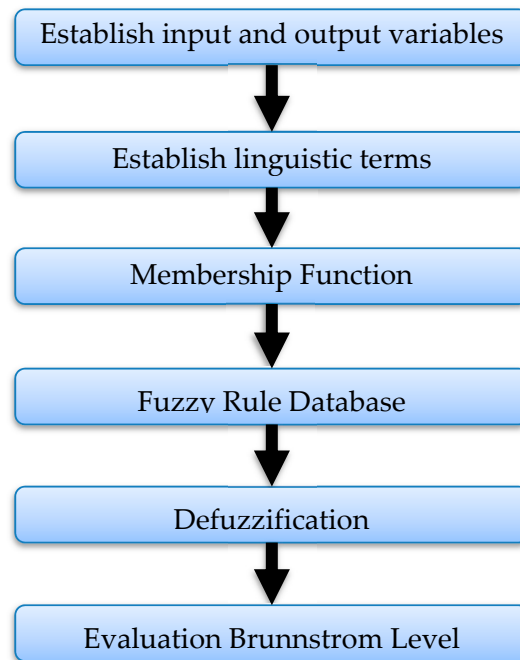 Establish input and output variables
Establish linguistic terms
Membership Function
Fuzzy Rule Database
Defuzzification
Evaluation Brunnstrom Level